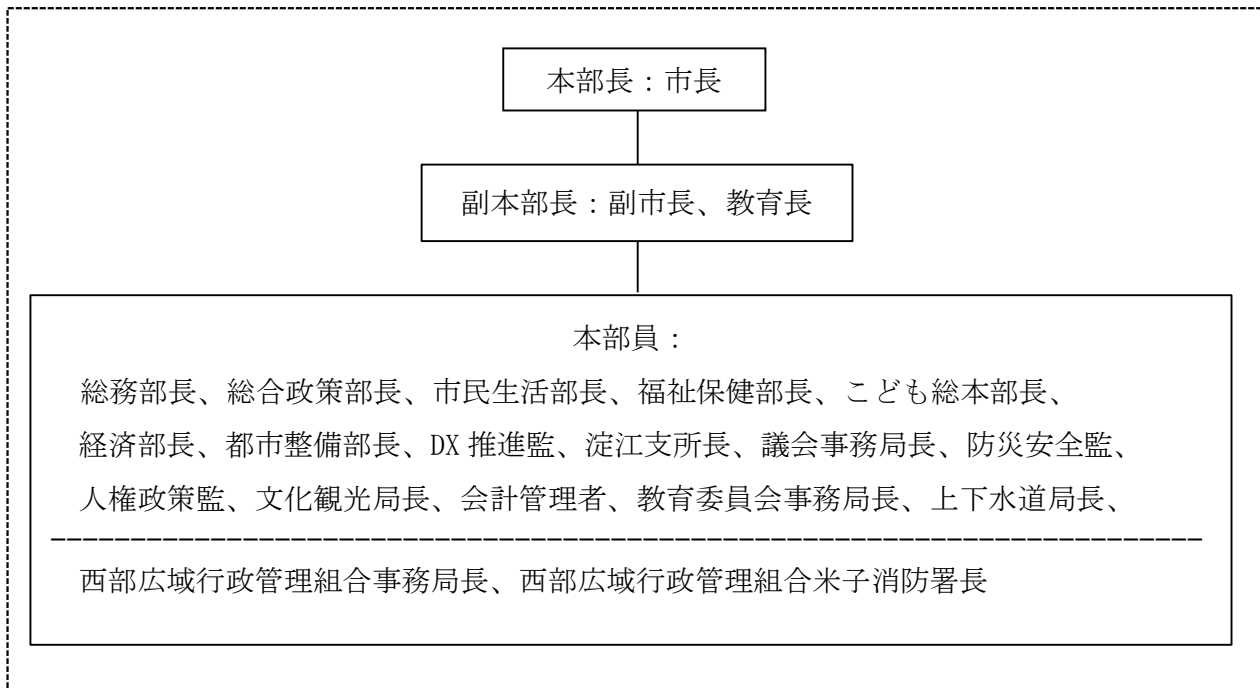 本部長：市長
副本部長：副市長、教育長
本部員：
総務部長、総合政策部長、市民生活部長、福祉保健部長、こども総本部長、
経済部長、都市整備部長、DX 推進監、淀江支所長、議会事務局長、防災安全監、
人権政策監、文化観光局長、会計管理者、教育委員会事務局長、上下水道局長、
西部広域行政管理組合事務局長、西部広域行政管理組合米子消防署長